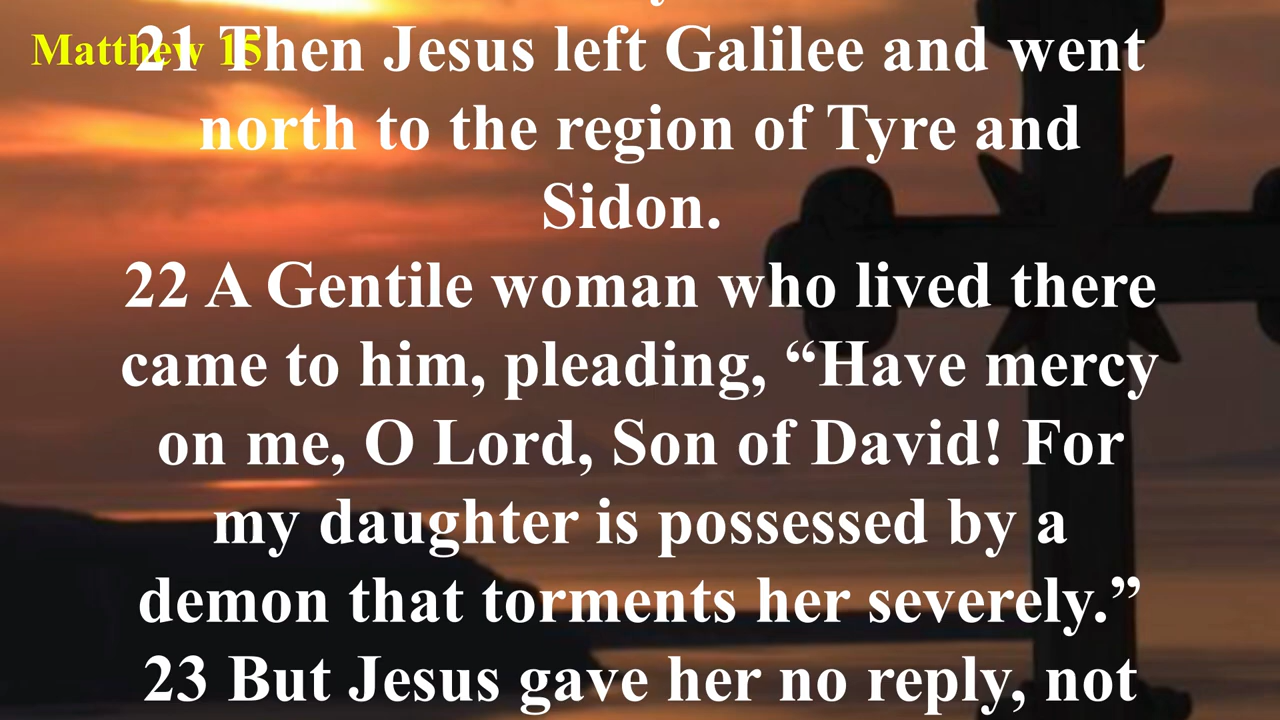 Matthew 15
21 Then Jesus left Galilee and went
north to the region of Tyre and
Sidon.
22 A Gentile woman who lived there
came to him, pleading, “Have mercy
on me, O Lord, Son of David! For
my daughter is possessed by a
demon that torments her severely.”
23 But Jesus gave her no reply, not